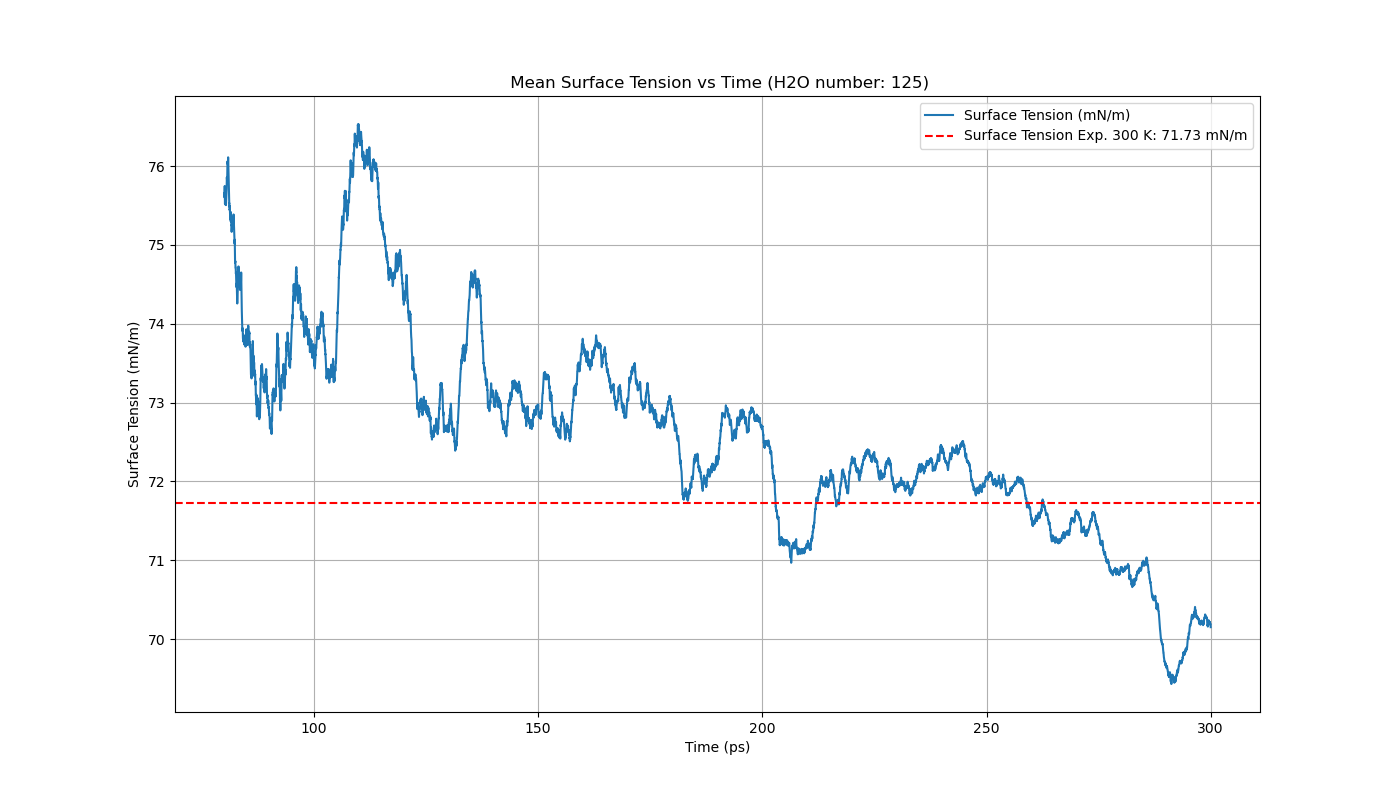 Mean Surface Tension vs Time (H2O number: 125)
Surface Tension (mN/m)
Surface Tension Exp. 300 K: 71.73 mN/m
Surface Tension (mN/m)
76
75
74
73
72
71
70
100
150
200
250
300
Time (ps)